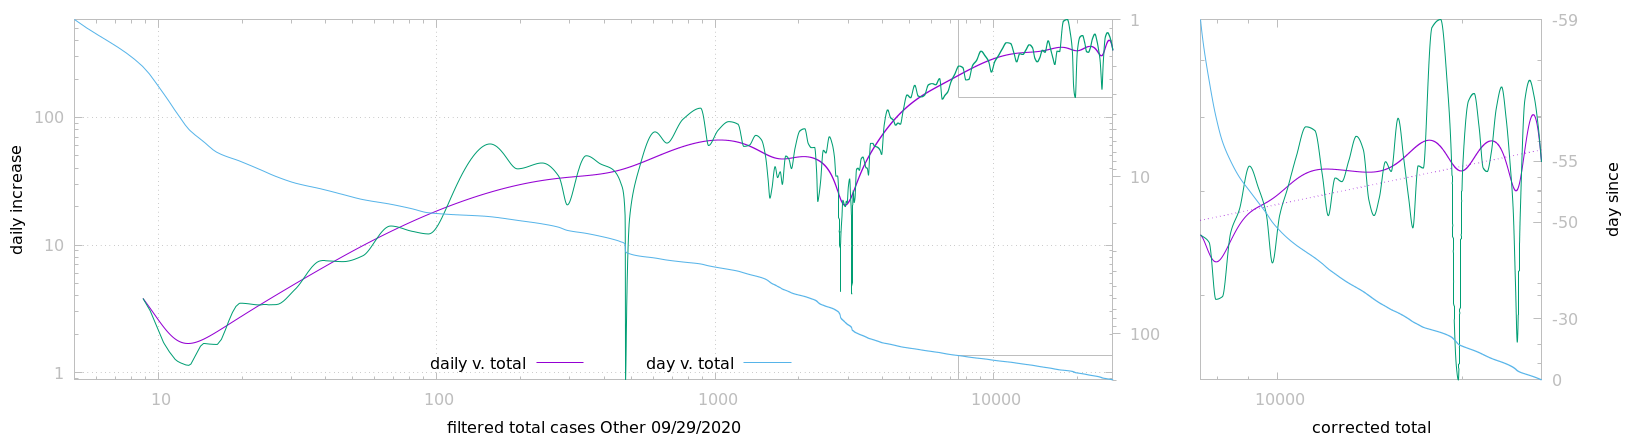 daily increase
100
10
1
10
100
1000
10000
1
10
100
daily v. total
day v. total
filtered total cases Other 09/29/2020
-59
-55
-50
-30
0
day since
10000
corrected total